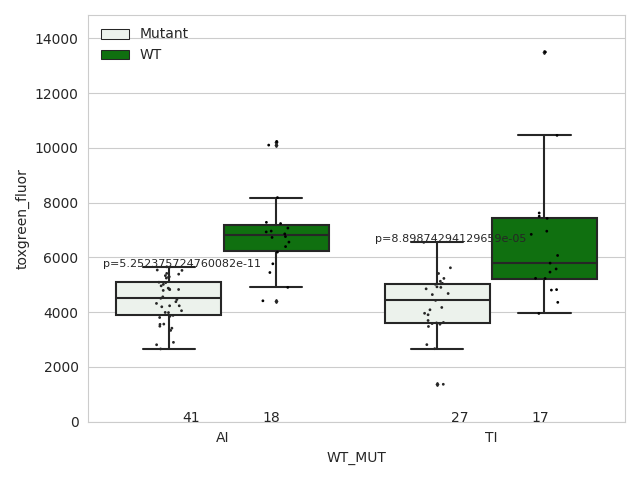 Mutant
WT
14000
12000
10000
8000
6000
4000
2000
0
toxgreen_fluor
p=5.252375724760082e-11
p=8.89874294129659e-05
41
18
27
17
AI
TI
WT_MUT